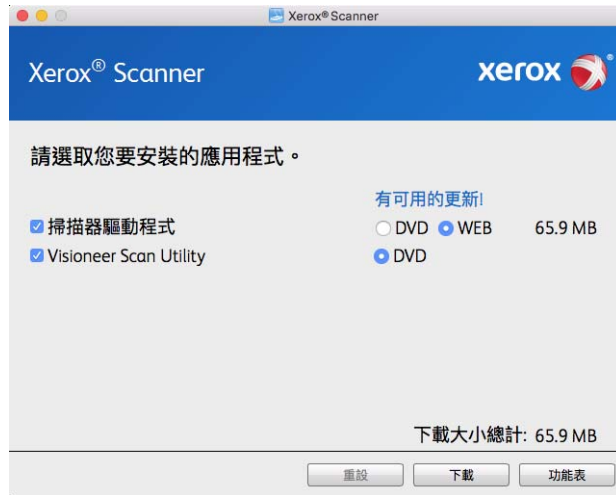 Xerox® Scanner
Xerox® Scanner
xerox®
請選取您要安裝的應用程式。
有可用的更新!
掃描器驅動程式 DVD WEB 65.9 MB
Visioneer Scan Utility DVD
下載大小總計: 65.9 MB
重設 下載 功能表